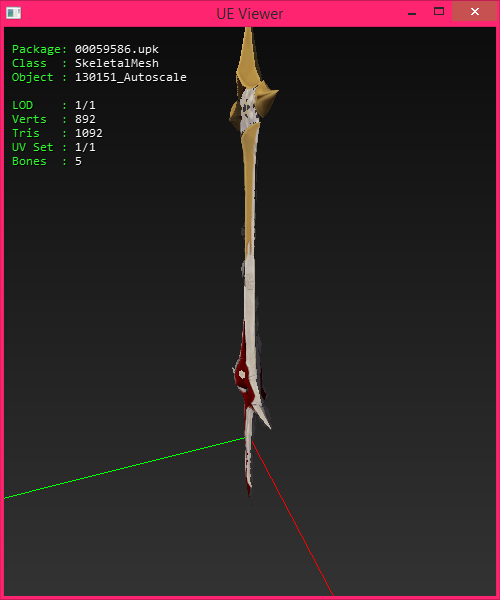 UE Viewer
Package: 00059586.upk
Class : SkeletalMesh
Object : 130151_Autoscale
LOD : 1/1
Verts : 892
Tris : 1092
UV Set : 1/1
Bones : 5